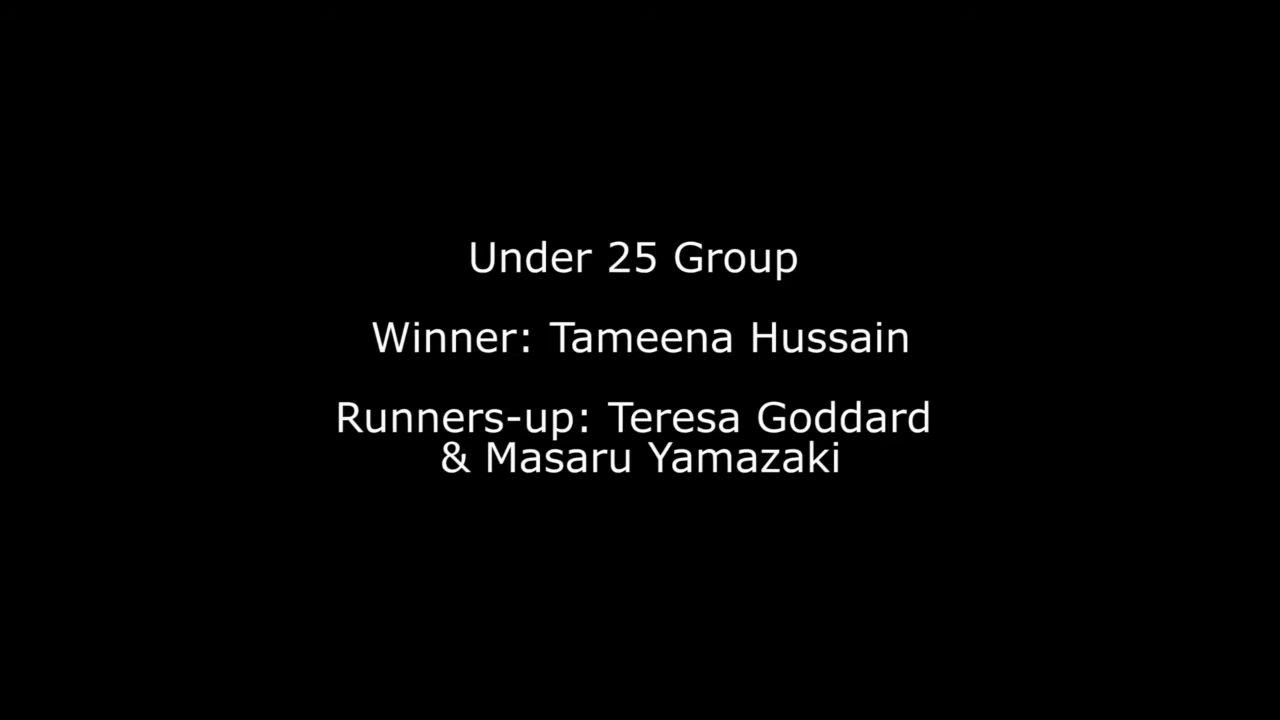 Under 25 Group
Winner: Tameena Hussain
Runners-up: Teresa Goddard
& Masaru Yamazaki